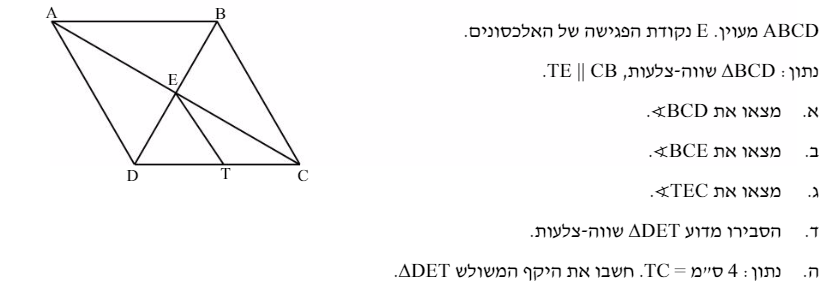 A B
E
D T C
ABCD מעוין. E נקודת הפגישה של האלכסונים.
נתון: ΔBCD שווה-צלעות, TE || CB.
א. מצאו את ∢BCD.
ב. מצאו את ∢BCE.
ג. מצאו את ∢TEC.
ד. הסבירו מדוע ΔDET שווה-צלעות.
ה. נתון: 4 ס״מ = TC. חשבו את היקף המשולש ΔDET.